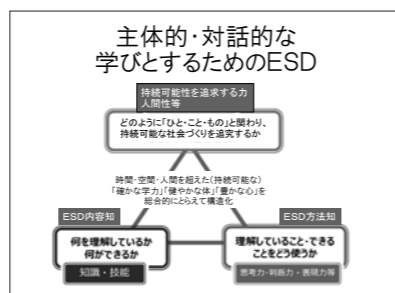 主体的・対話的な
学びとするためのESD
持続可能性を追求する力
人間性等
どのように「ひと・こと・もの」と関わり、
持続可能な社会づくりを追究するか
時間・空間・人間を超えた(持続可能な)
「確かな学力」「健やかな体」「豊かな心」を
総合的にとらえて構造化
ESD内容知
何を理解しているか
何ができるか
知識・技能
ESD方法知
理解していること・できる
ことをどう使うか
思考力・判断力・表現力等